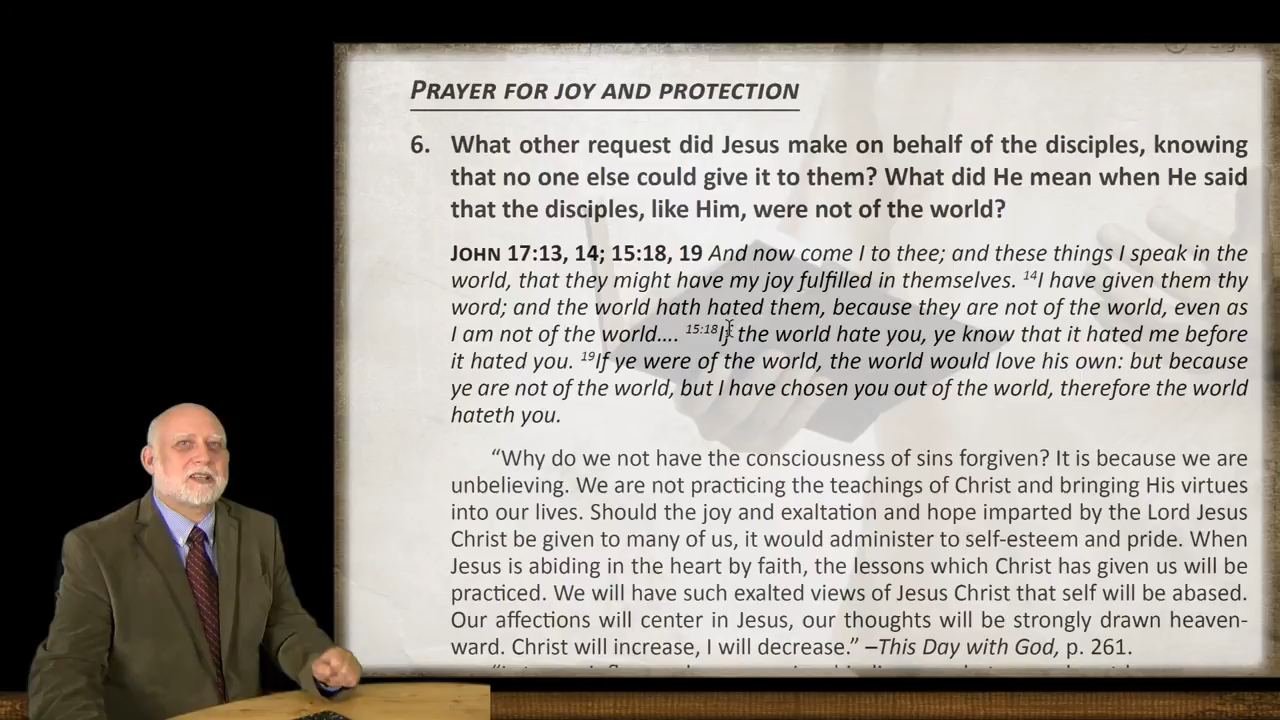 PRAYER FOR JOY AND PROTECTION
6. What other request did Jesus make on behalf of the disciples, knowing
that no one else could give it to them? What did He mean when He said
that the disciples, like Him, were not of the world?
JOHN 17:13, 14; 15:18, 19 And now come I to thee; and these things I speak in the
world, that they might have my joy fulfilled in themselves. 14I have given them thy
word; and the world hath hated them, because they are not of the world, even as
I am not of the world.... 15:18If the world hate you, ye know that it hated me before
it hated you. 19If ye were of the world, the world would love his own: but because
ye are not of the world, but I have chosen you out of the world, therefore the world
hateth you.
“Why do we not have the consciousness of sins forgiven? It is because we are
unbelieving. We are not practicing the teachings of Christ and bringing His virtues
into our lives. Should the joy and exaltation and hope imparted by the Lord Jesus
Christ be given to many of us, it would administer to self-esteem and pride. When
Jesus is abiding in the heart by faith, the lessons which Christ has given us will be
practiced. We will have such exalted views of Jesus Christ that self will be abased.
Our affections will center in Jesus, our thoughts will be strongly drawn heaven-
ward. Christ will increase, I will decrease.” –This Day with God, p. 261.